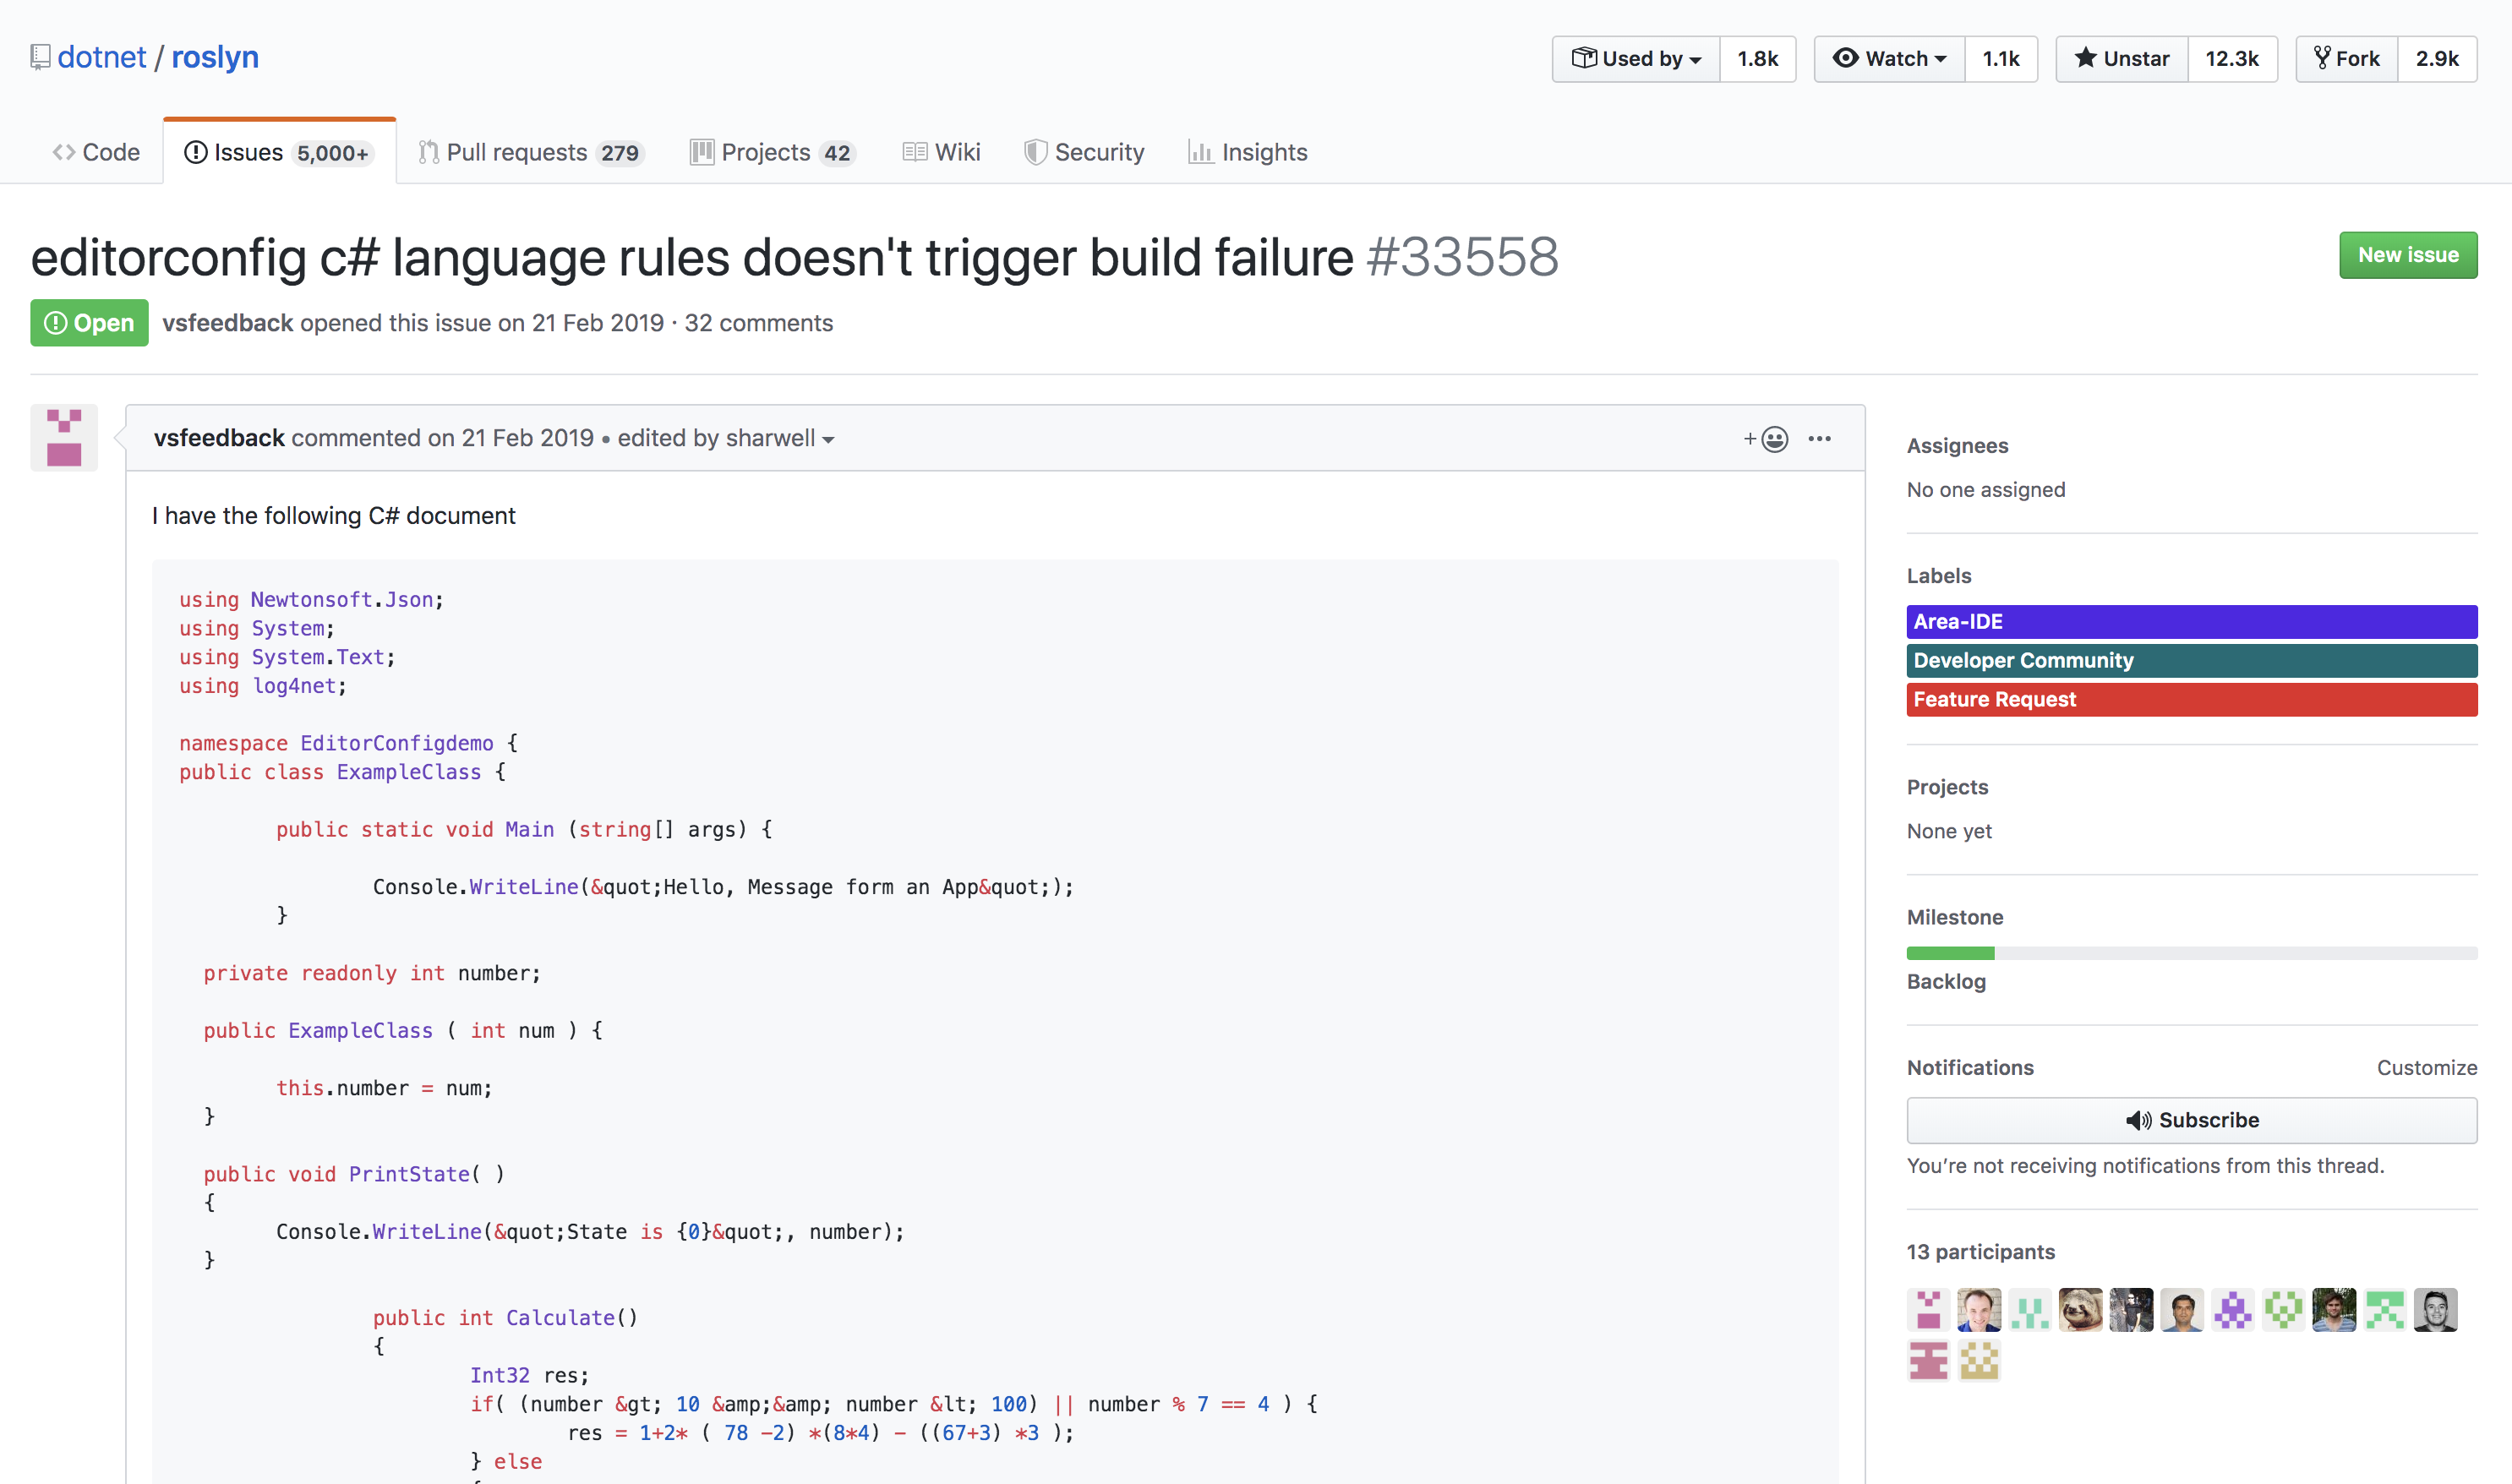 dotnet / roslyn
Used by 1.8k
Watch 1.1k
Unstar 12.3k
Fork 2.9k
Code
Issues 5,000+
Pull requests 279
Projects 42
Wiki
Security
Insights
editorconfig c# language rules doesn't trigger build failure #33558
New issue
Open
vsfeedback opened this issue on 21 Feb 2019 · 32 comments
vsfeedback commented on 21 Feb 2019 • edited by sharwell
I have the following C# document
using Newtonsoft.Json;
using System;
using System.Text;
using log4net;
namespace EditorConfigdemo {
public class ExampleClass {
public static void Main (string[] args) {
Console.WriteLine(&quot;Hello, Message form an App&quot;);
}
private readonly int number;
public ExampleClass ( int num ) {
this.number = num;
}
public void PrintState( )
{
Console.WriteLine(&quot;State is {0}&quot;, number);
}
public int Calculate()
{
Int32 res;
if( (number &gt; 10 &amp;&amp; number &lt; 100) || number % 7 == 4 ) {
res = 1+2* ( 78 -2) *(8*4) - ((67+3) *3 );
} else
Assignees
No one assigned
Labels
Area-IDE
Developer Community
Feature Request
Projects
None yet
Milestone
Backlog
Notifications
Customize
Subscribe
You’re not receiving notifications from this thread.
13 participants